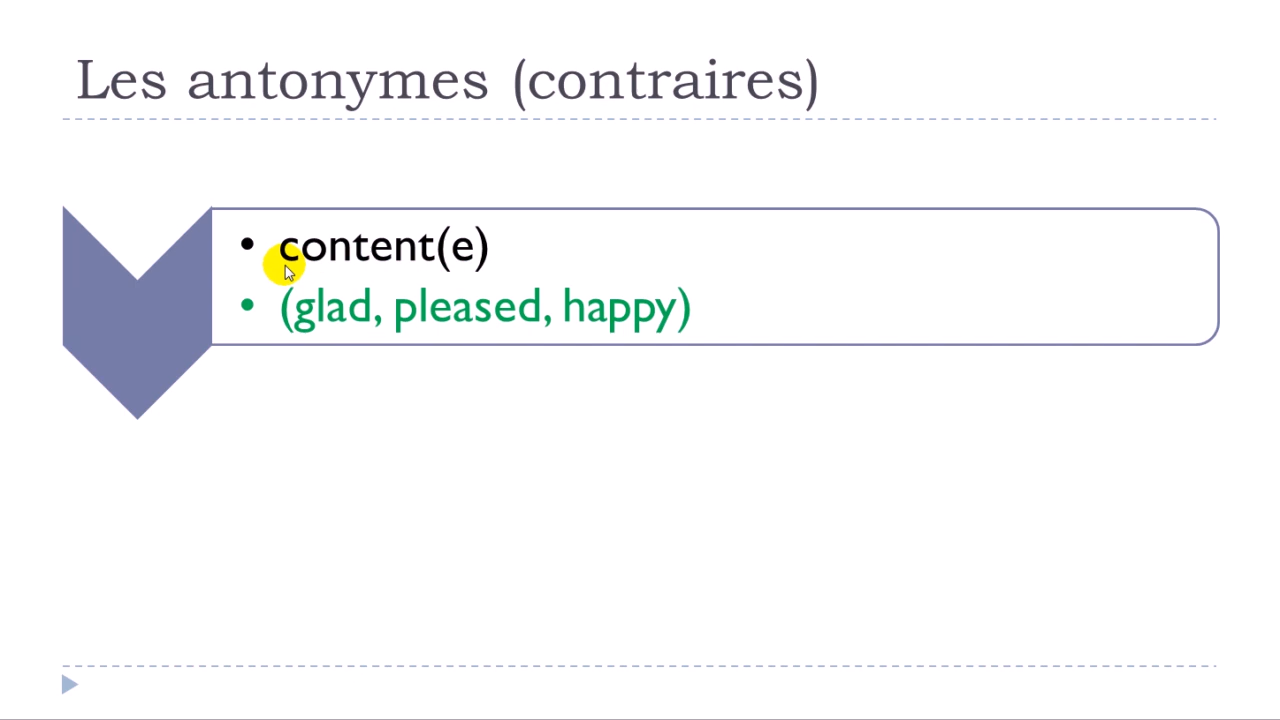 Les antonymes (contraires)
• content(e)
• (glad, pleased, happy)